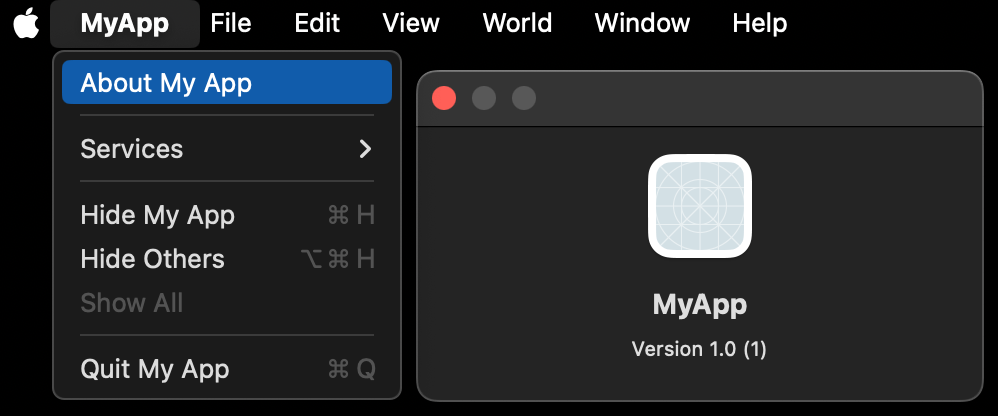 MyApp File Edit View World Window Help
About My App
Services
Hide My App ⌘ H
Hide Others ⌥ ⌘ H
Show All
Quit My App ⌘ Q
MyApp
Version 1.0 (1)